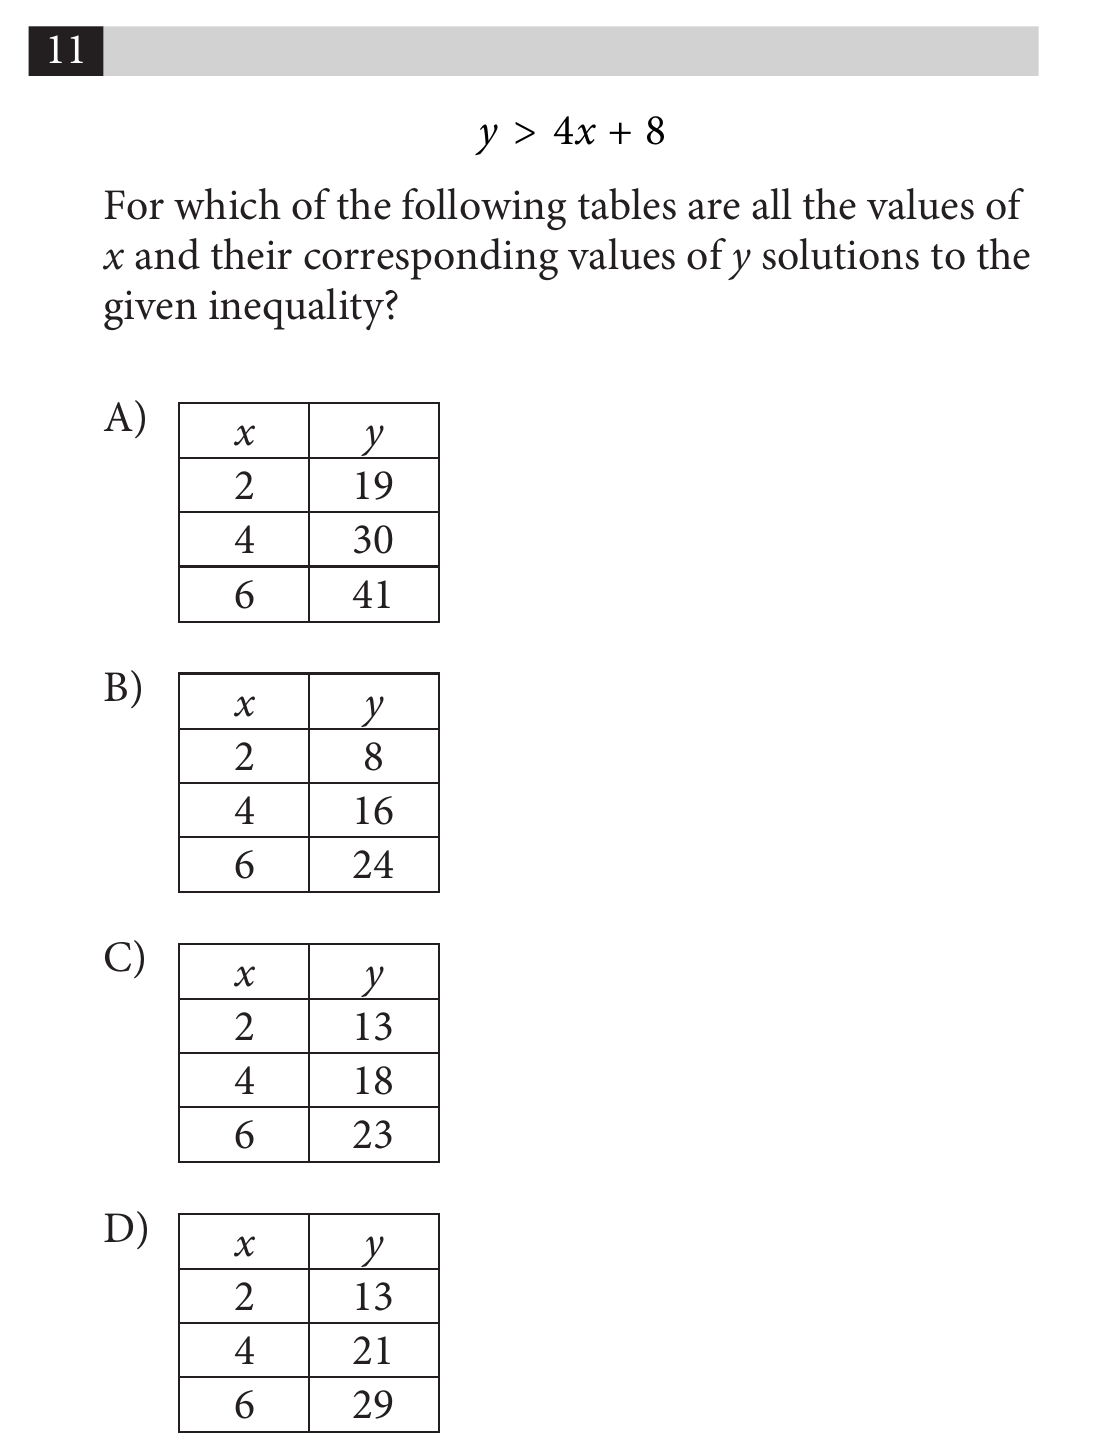 11
y > 4x + 8
For which of the following tables are all the values of
x and their corresponding values of y solutions to the
given inequality?
A)
x y
2 19
4 30
6 41
B)
x y
2 8
4 16
6 24
C)
x y
2 13
4 18
6 23
D)
x y
2 13
4 21
6 29